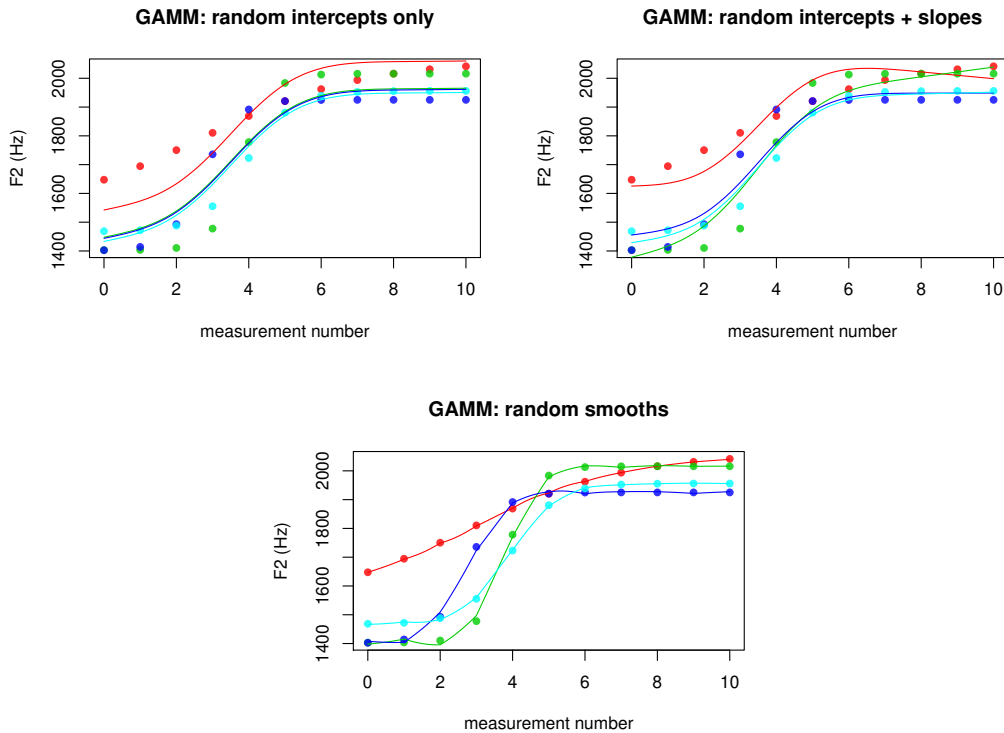 GAMM: random intercepts only
F2 (Hz)
2000
1800
1600
1400
0 2 4 6 8 10
measurement number
GAMM: random intercepts + slopes
F2 (Hz)
2000
1800
1600
1400
0 2 4 6 8 10
measurement number
GAMM: random smooths
F2 (Hz)
2000
1800
1600
1400
0 2 4 6 8 10
measurement number